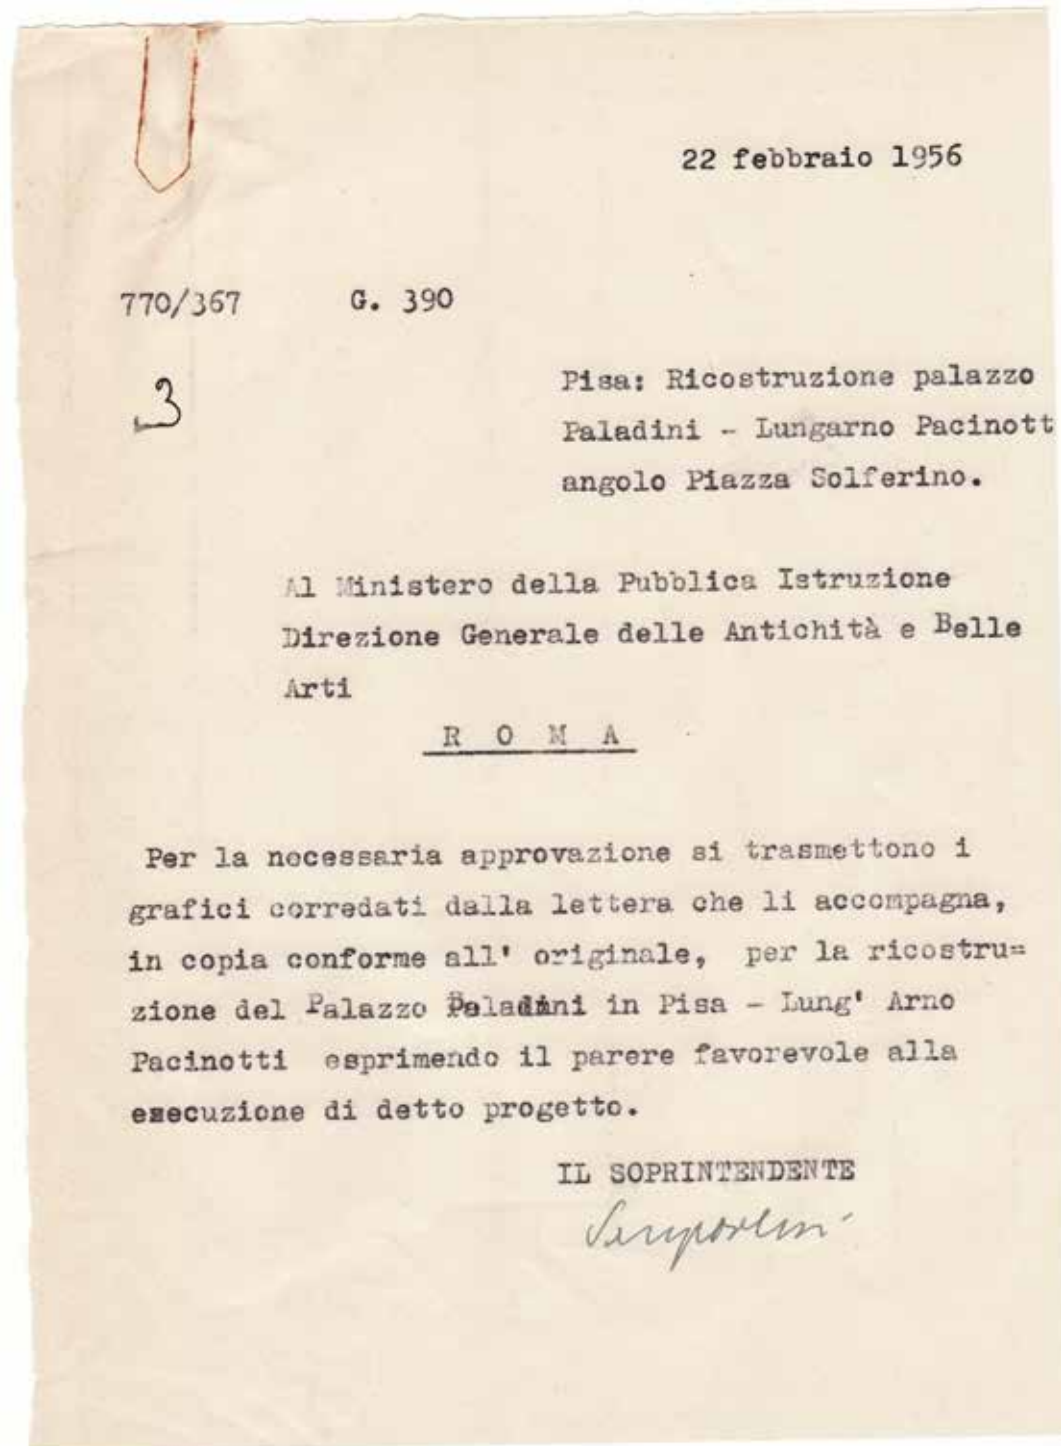 22 febbraio 1956
770/367 G. 390
3
Pisa: Ricostruzione palazzo
Paladini - Lungarno Pacinott
angolo Piazza Solferino.
Al Ministero della Pubblica Istruzione
Direzione Generale delle Antichità e Belle
Arti
R O M A
Per la necessaria approvazione si trasmettono i
grafici corredati dalla lettera che li accompagna,
in copia conforme all' originale, per la ricostru=
zione del Palazzo Paladini in Pisa - Lung' Arno
Pacinotti esprimendo il parere favorevole alla
esecuzione di detto progetto.
IL SOPRINTENDENTE